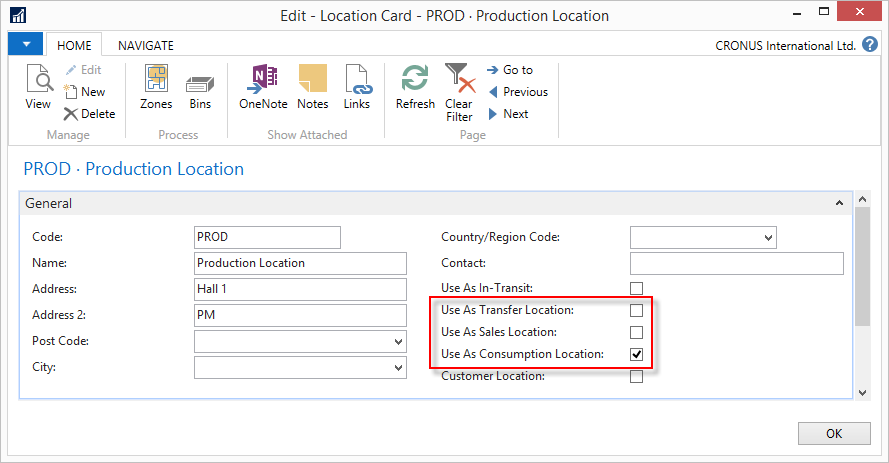 Edit - Location Card - PROD · Production Location
HOME NAVIGATE CRONUS International Ltd.
View
Edit
New
Delete
Manage
Zones
Bins
Process
OneNote
Notes
Links
Show Attached
Refresh
Clear
Filter
Go to
Previous
Next
Page
PROD · Production Location
General
Code: PROD
Name: Production Location
Address: Hall 1
Address 2: PM
Post Code:
City:
Country/Region Code:
Contact:
Use As In-Transit:
Use As Transfer Location:
Use As Sales Location:
Use As Consumption Location:
Customer Location:
OK